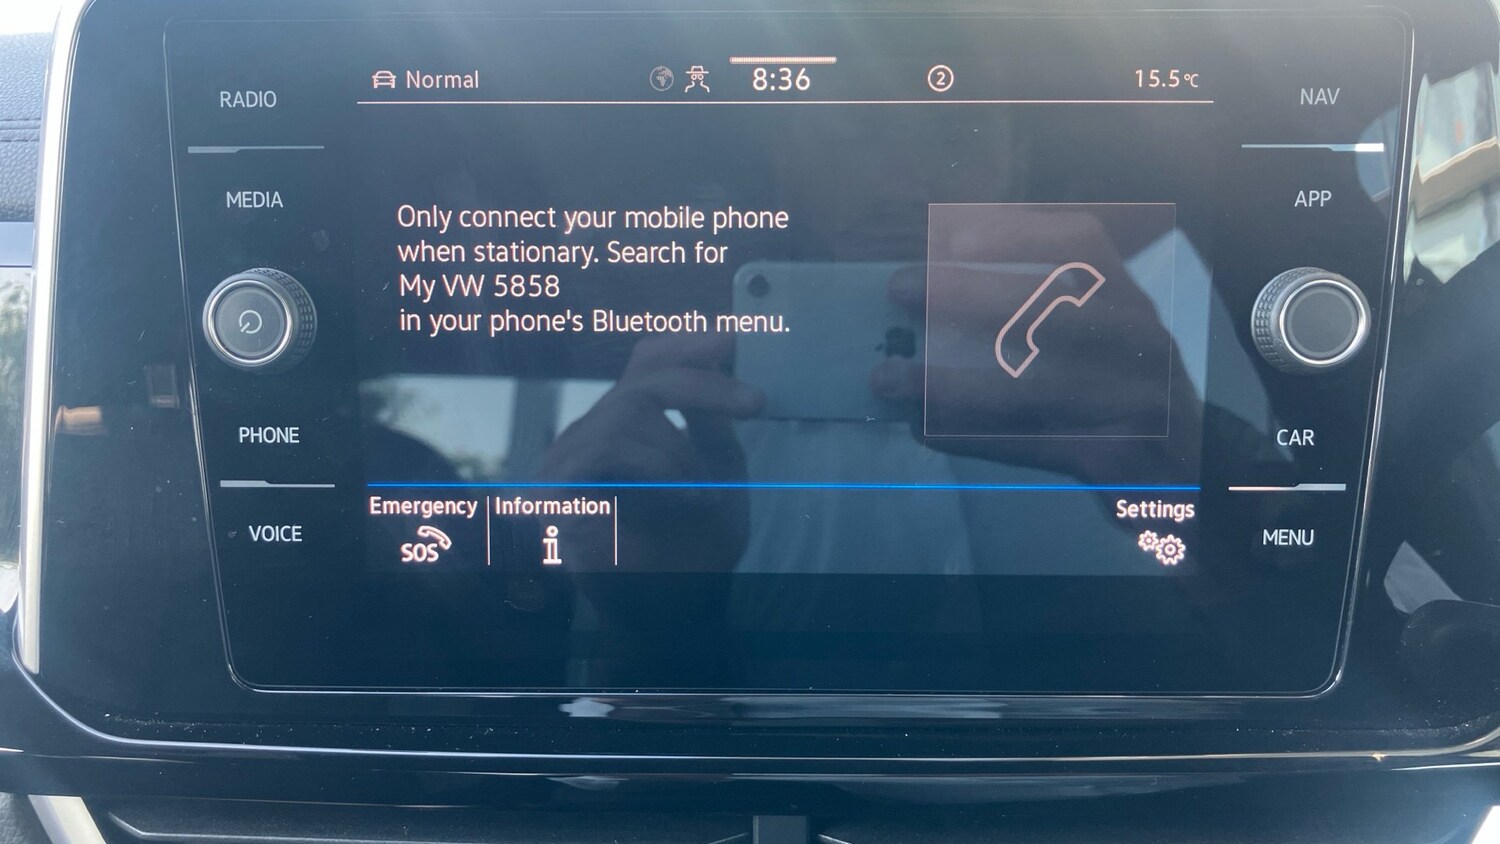 RADIO
MEDIA
PHONE
VOICE
Normal
8:36
2
15.5°C
Only connect your mobile phone
when stationary. Search for
My VW 5858
in your phone's Bluetooth menu.
Emergency
SOS
Information
i
Settings
NAV
APP
CAR
MENU